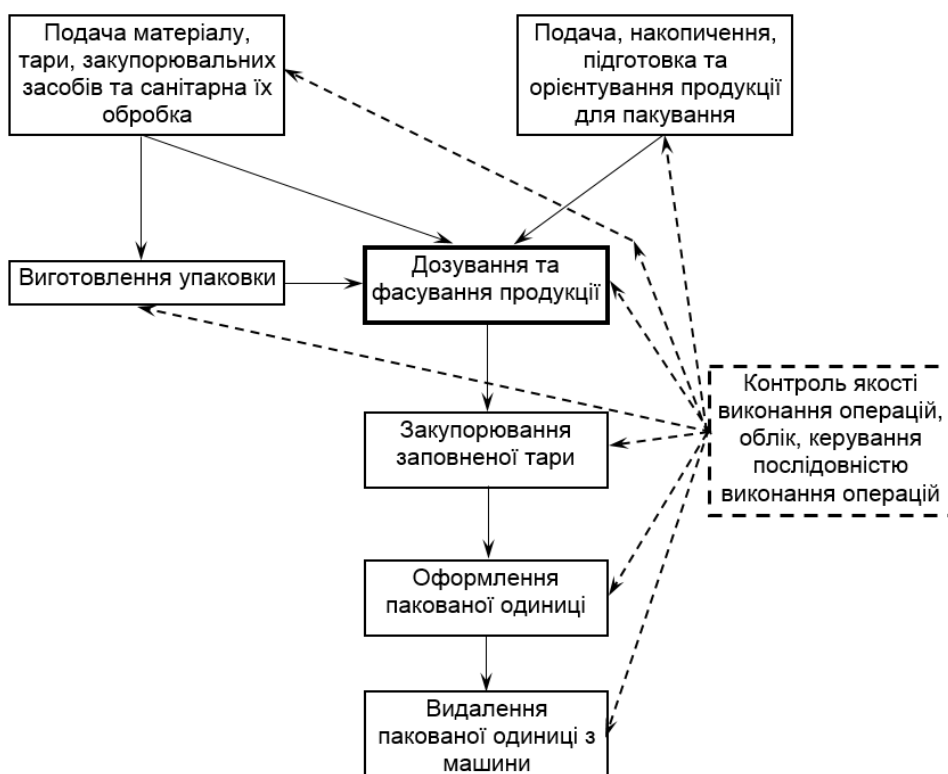 Подача матеріалу,
тари, закупорювальних
засобів та санітарна їх
обробка
Подача, накопичення,
підготовка та
орієнтування продукції
для пакування
Виготовлення упаковки
Дозування та
фасування продукції
Контроль якості
виконання операцій,
облік, керування
послідовністю
виконання операцій
Закупорювання
заповненої тари
Оформлення
пакованої одиниці
Видалення
пакованої одиниці з
машини